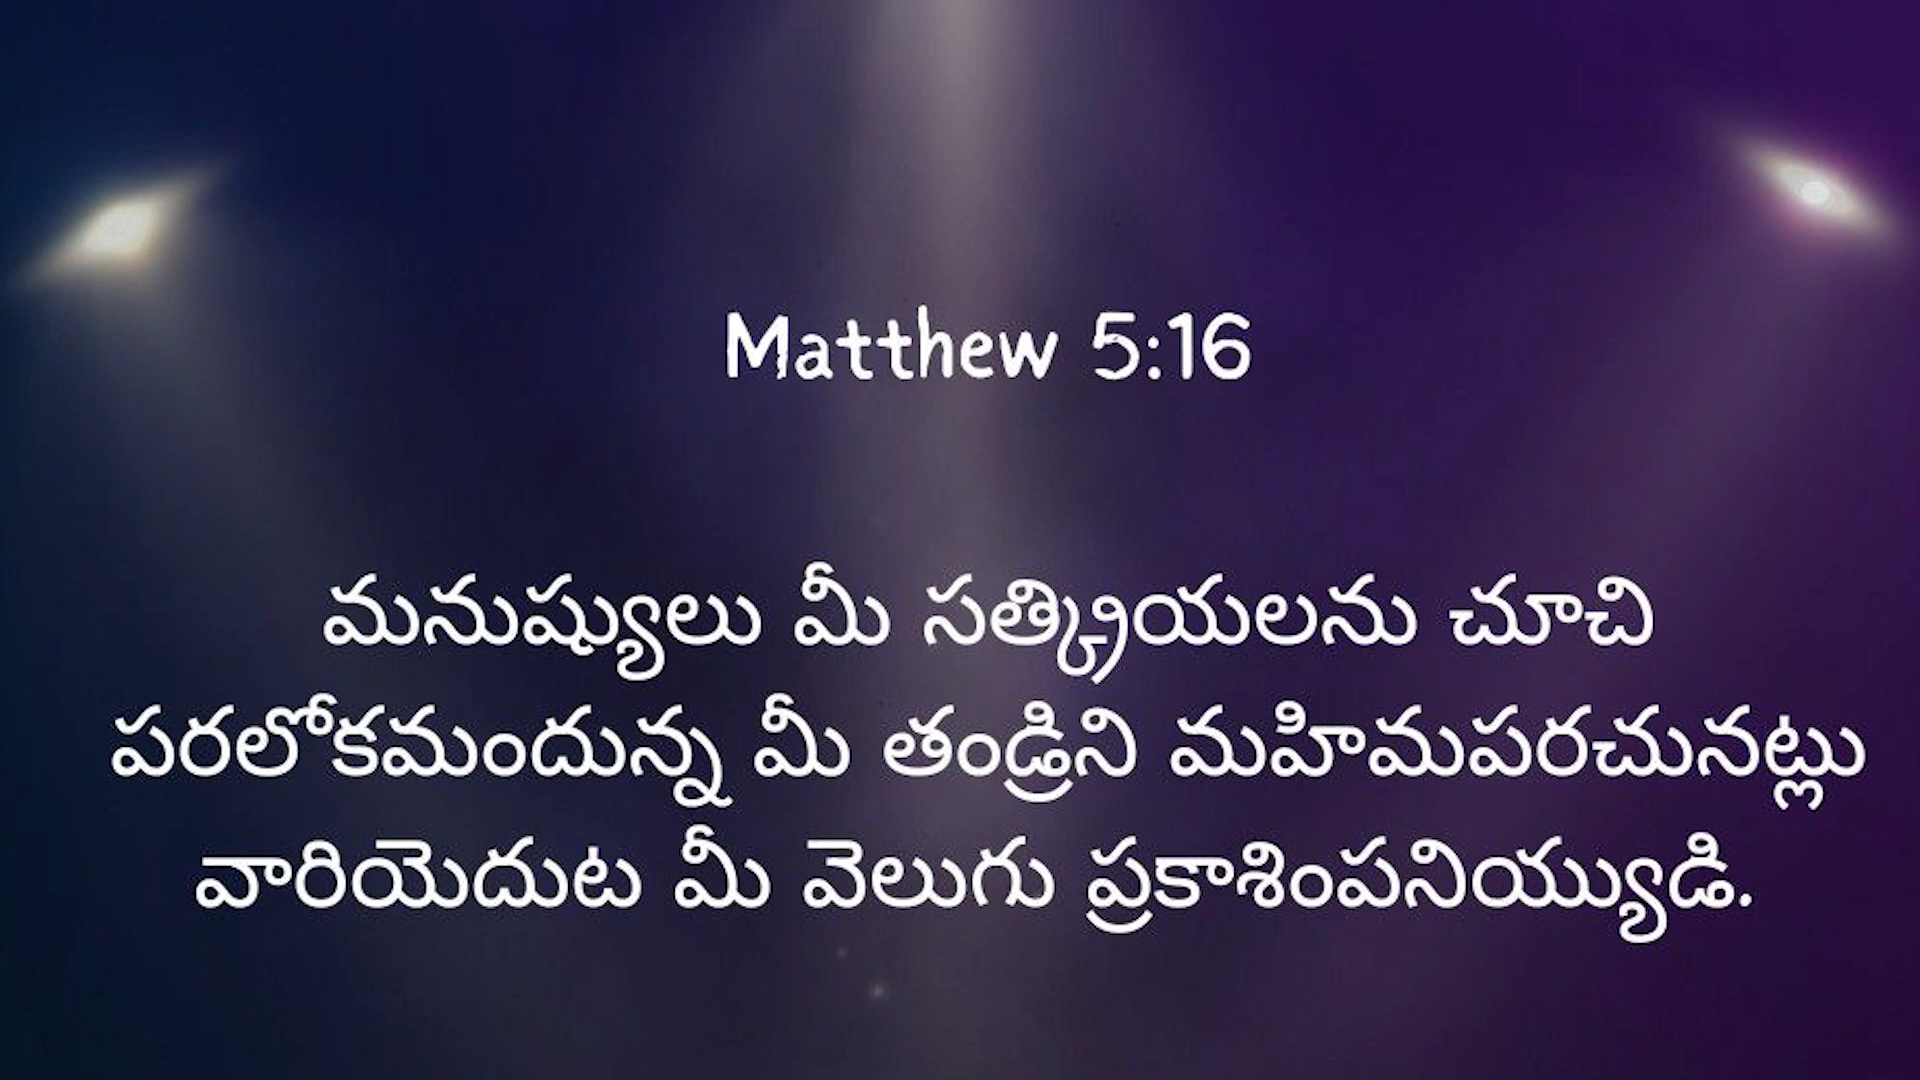 Matthew 5:16
మనుష్యులు మీ సత్క్రియలను చూచి
పరలోకమందున్న మీ తండ్రిని మహిమపరచునట్లు
వారియెదుట మీ వెలుగు ప్రకాశింపనియ్యుడి.